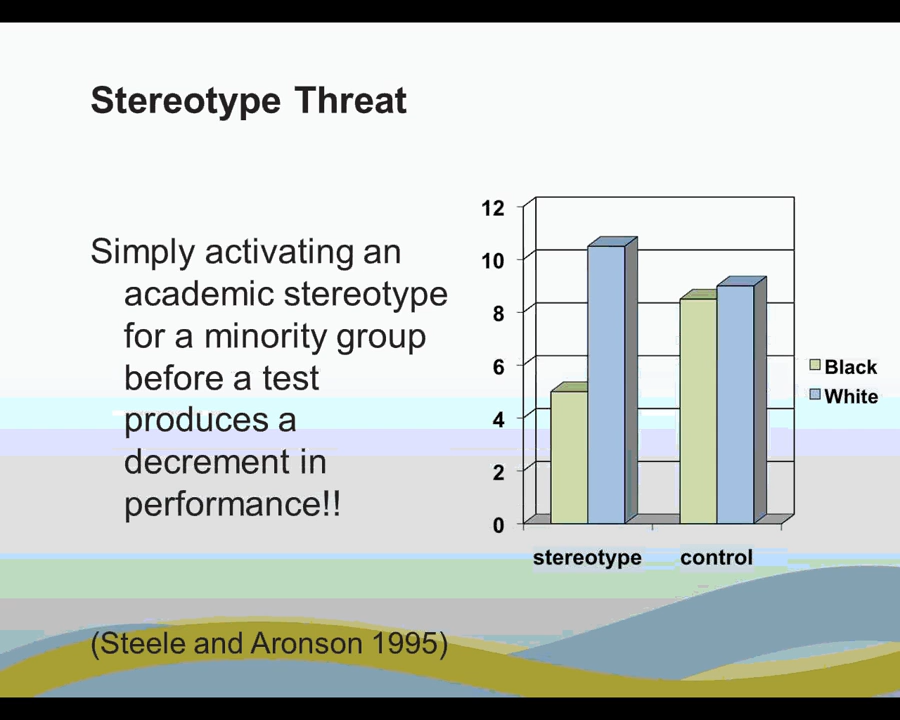 Stereotype Threat
Simply activating an
academic stereotype
for a minority group
before a test
produces a
decrement in
performance!!
(Steele and Aronson 1995)
12
10
8
6
4
2
0
stereotype control
Black
White